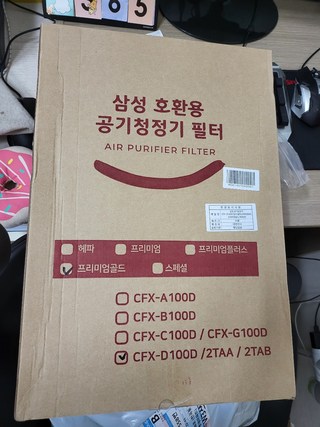 365
삼성 호환용
공기청정기 필터
AIR PURIFIER FILTER
헤파 프리미엄 프리미엄플러스
프리미엄골드 스페셜
CFX-A100D
CFX-B100D
CFX-C100D / CFX-G100D
CFX-D100D /2TAA / 2TAB